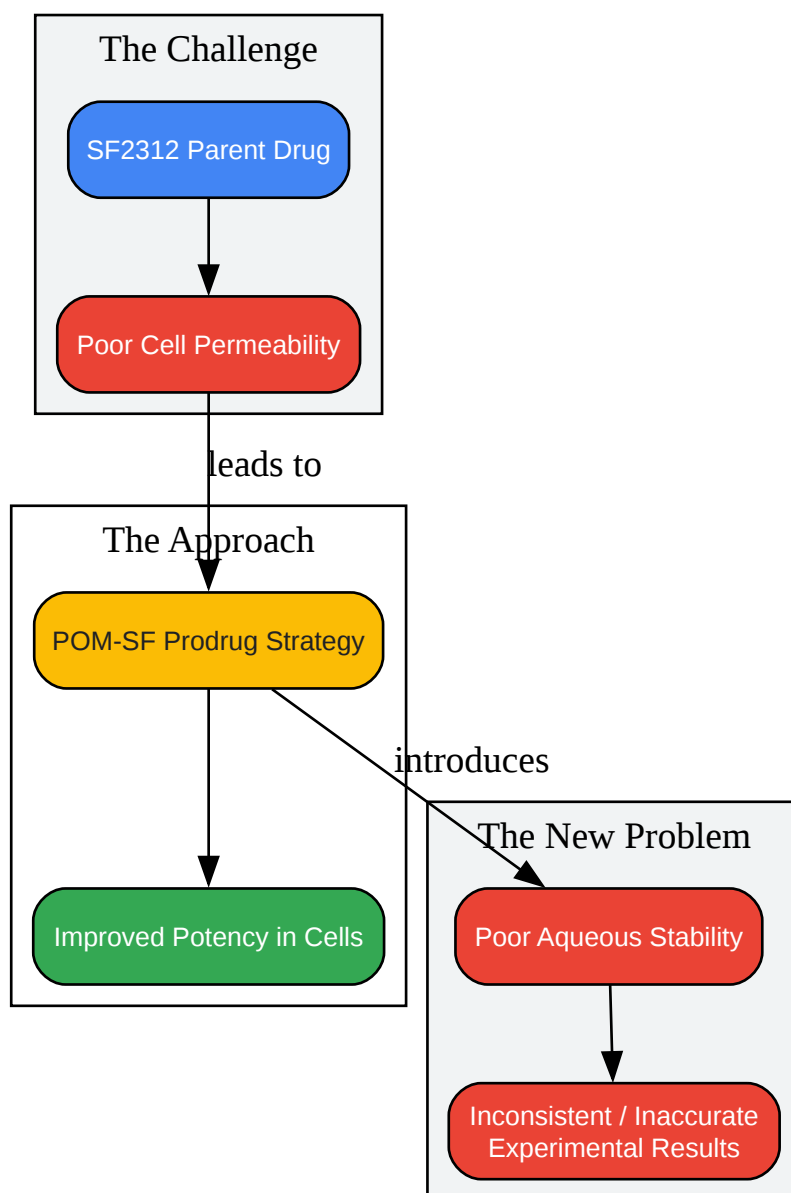 The Challenge
SF2312 Parent Drug
Poor Cell Permeability
leads to
The Approach
POM-SF Prodrug Strategy
introduces
Improved Potency in Cells
The New Problem
Poor Aqueous Stability
Inconsistent / Inaccurate
Experimental Results